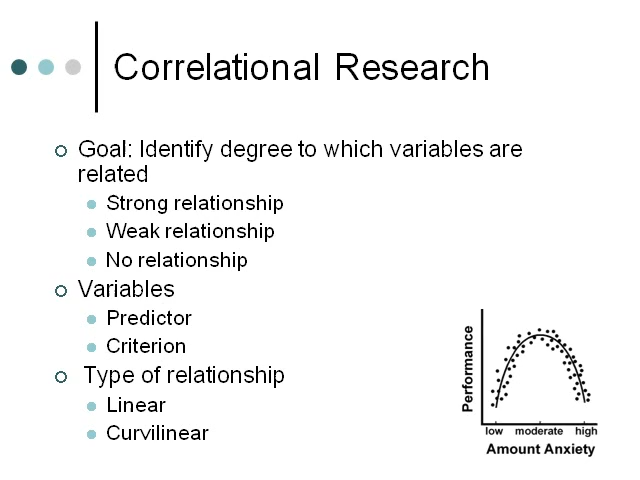 Correlational Research
Goal: Identify degree to which variables are
related
Strong relationship
Weak relationship
No relationship
Variables
Predictor
Criterion
Type of relationship
Linear
Curvilinear
Performance
low moderate high
Amount Anxiety